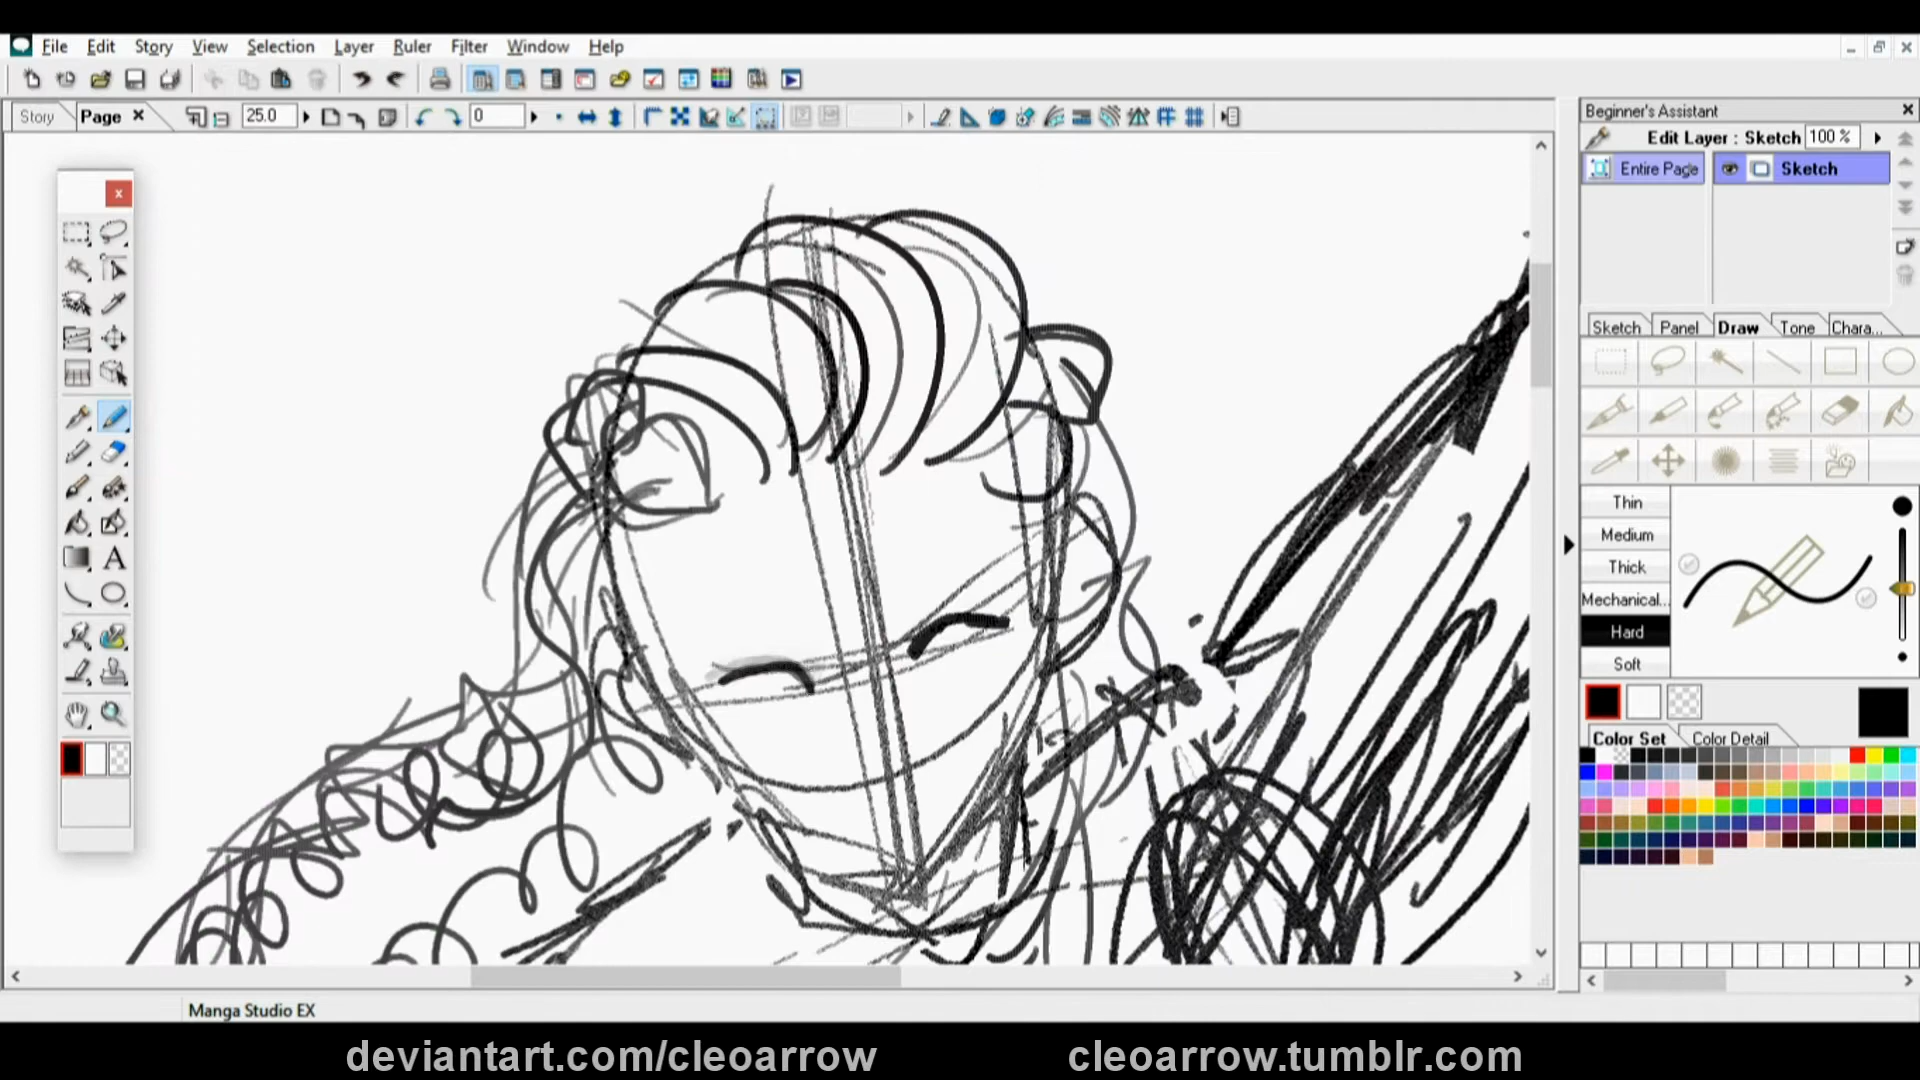 File Edit Story View Selection Layer Ruler Filter Window Help
Story Page 25.0 0
Beginner's Assistant
Edit Layer : Sketch 100 %
Entire Page Sketch
Sketch Panel Draw Tone Chara...
Thin
Medium
Thick
Mechanical...
Hard
Soft
Color Set Color Detail
Manga Studio EX
deviantart.com/cleoarrow cleoarrow.tumblr.com